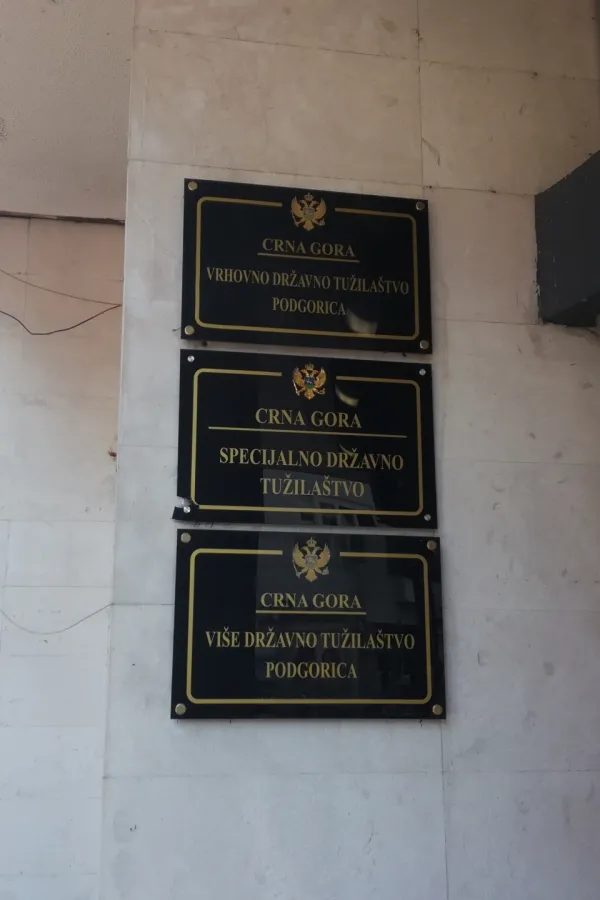 CRNA GORA
VRHOVNO DRŽAVNO TUŽILAŠTVO
PODGORICA
CRNA GORA
SPECIJALNO DRŽAVNO
TUŽILAŠTVO
CRNA GORA
VIŠE DRŽAVNO TUŽILAŠTVO
PODGORICA